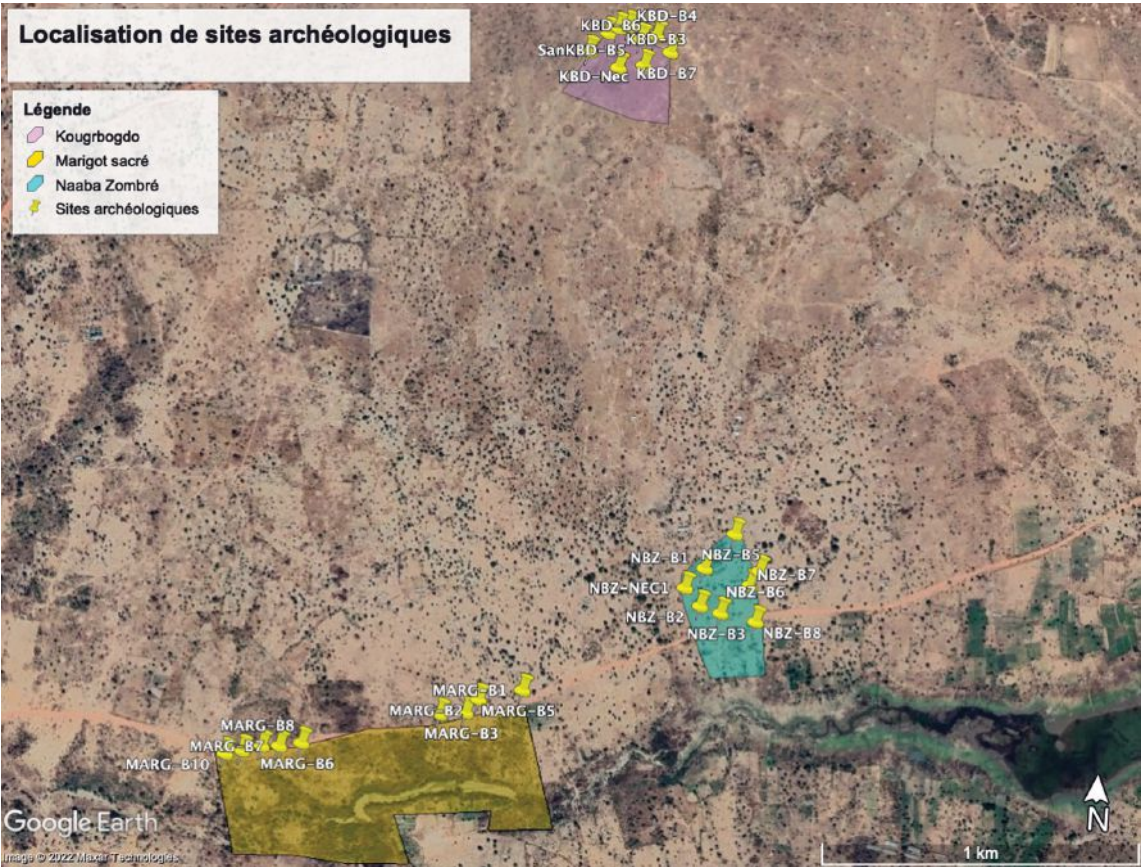 Localisation de sites archéologiques
Légende
Kougrbogdo
Marigot sacré
Naaba Zombré
Sites archéologiques
KBD-B4
KBD-B6
KBD-B3
SanKBD-B5
KBD-Nec
KBD-B7
NBZ-B1
NBZ-B5
NBZ-B7
NBZ-NEC1
NBZ-B6
NBZ-B2
NBZ-B3
NBZ-B8
MARG-B1
MARG-B2
MARG-B5
MARG-B3
MARG-B8
MARG-B7
MARG-B10
MARG-B6
N
Google Earth
Image © 2022 Maxar Technologies
1 km